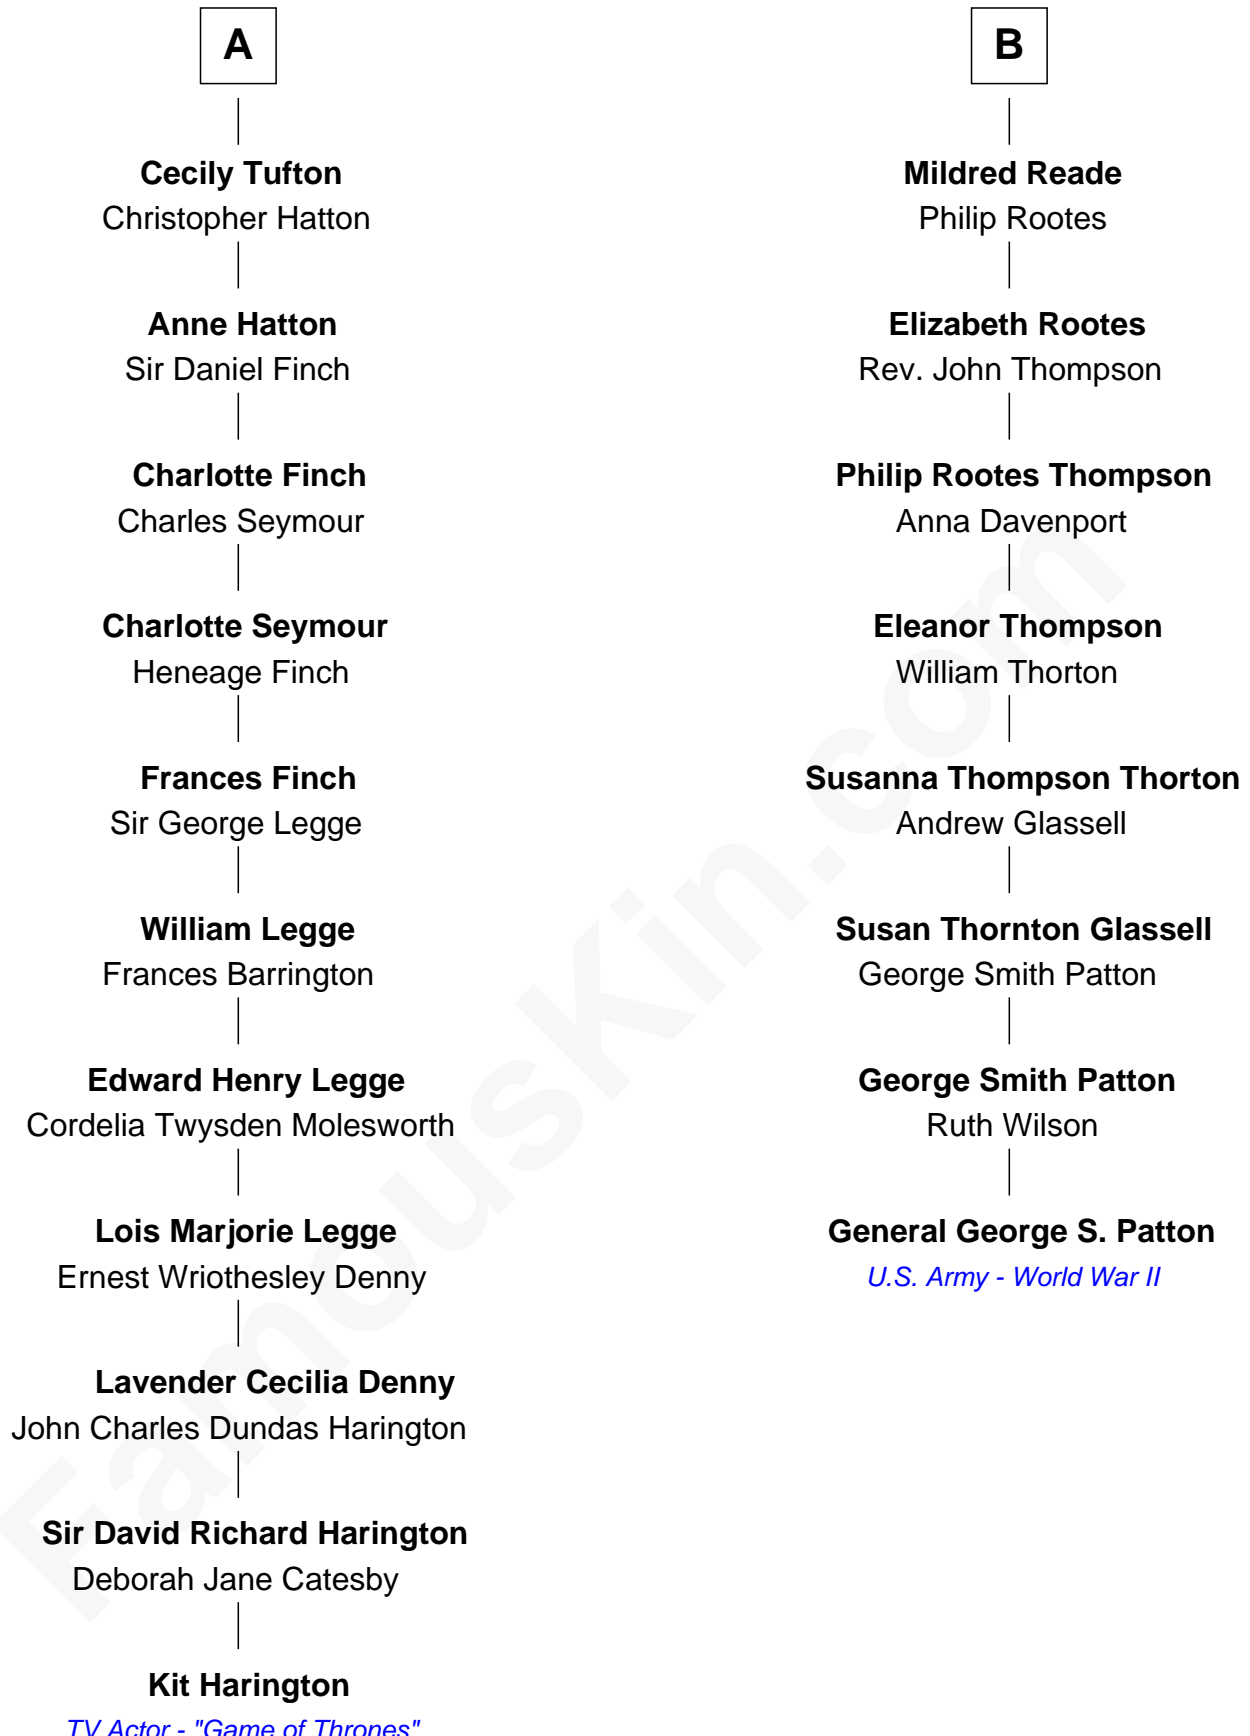 A
Cecily Tufton
Christopher Hatton
Anne Hatton
Sir Daniel Finch
Charlotte Finch
Charles Seymour
Charlotte Seymour
Heneage Finch
Frances Finch
Sir George Legge
William Legge
Frances Barrington
Edward Henry Legge
Cordelia Twysden Molesworth
Lois Marjorie Legge
Ernest Wriothesley Denny
Lavender Cecilia Denny
John Charles Dundas Harington
Sir David Richard Harington
Deborah Jane Catesby
Kit Harington
TV Actor - "Game of Thrones"
B
Mildred Reade
Philip Rootes
Elizabeth Rootes
Rev. John Thompson
Philip Rootes Thompson
Anna Davenport
Eleanor Thompson
William Thorton
Susanna Thompson Thorton
Andrew Glassell
Susan Thornton Glassell
George Smith Patton
George Smith Patton
Ruth Wilson
General George S. Patton
U.S. Army - World War II
FamousKin.com